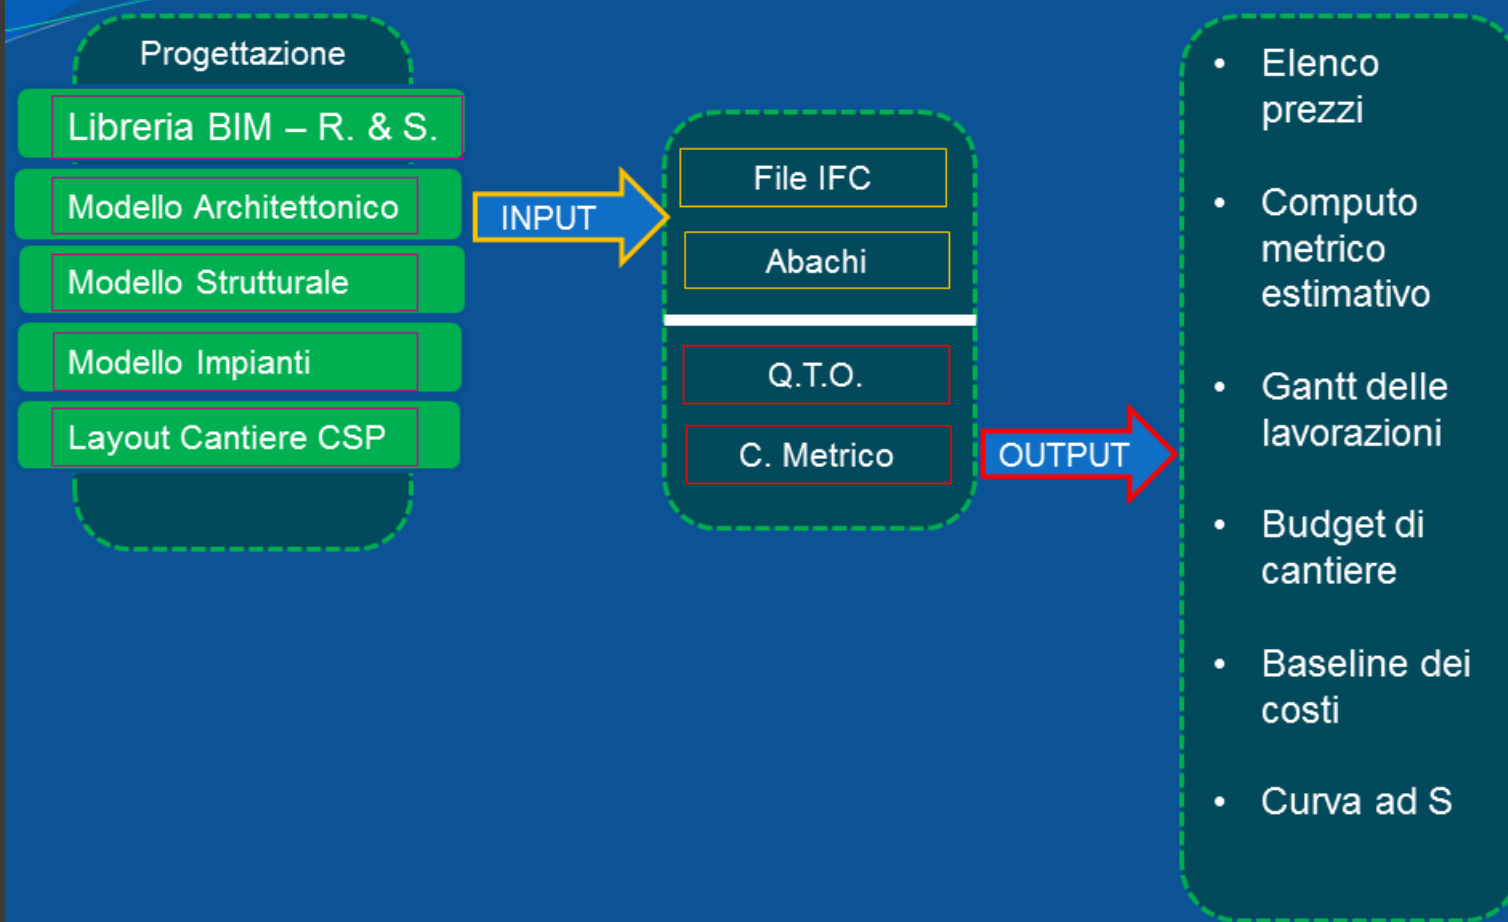 Progettazione
Libreria BIM – R. & S.
Modello Architettonico
Modello Strutturale
Modello Impianti
Layout Cantiere CSP
INPUT
File IFC
Abachi
Q.T.O.
C. Metrico
OUTPUT
• Elenco
prezzi
• Computo
metrico
estimativo
• Gantt delle
lavorazioni
• Budget di
cantiere
• Baseline dei
costi
• Curva ad S